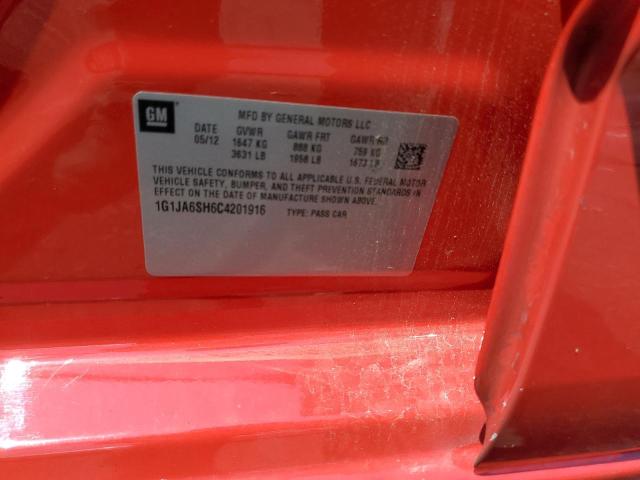 GM
MFD BY GENERAL MOTORS LLC
DATE GVWR GAWR FRT GAWR RR
05/12 1647 KG 888 KG 759 KG
3631 LB 1958 LB 1673 LB
THIS VEHICLE CONFORMS TO ALL APPLICABLE U.S. FEDERAL MOTOR
VEHICLE SAFETY, BUMPER, AND THEFT PREVENTION STANDARDS IN
EFFECT ON THE DATE OF MANUFACTURE SHOWN ABOVE.
1G1JA6SH6C4201916 TYPE: PASS CAR